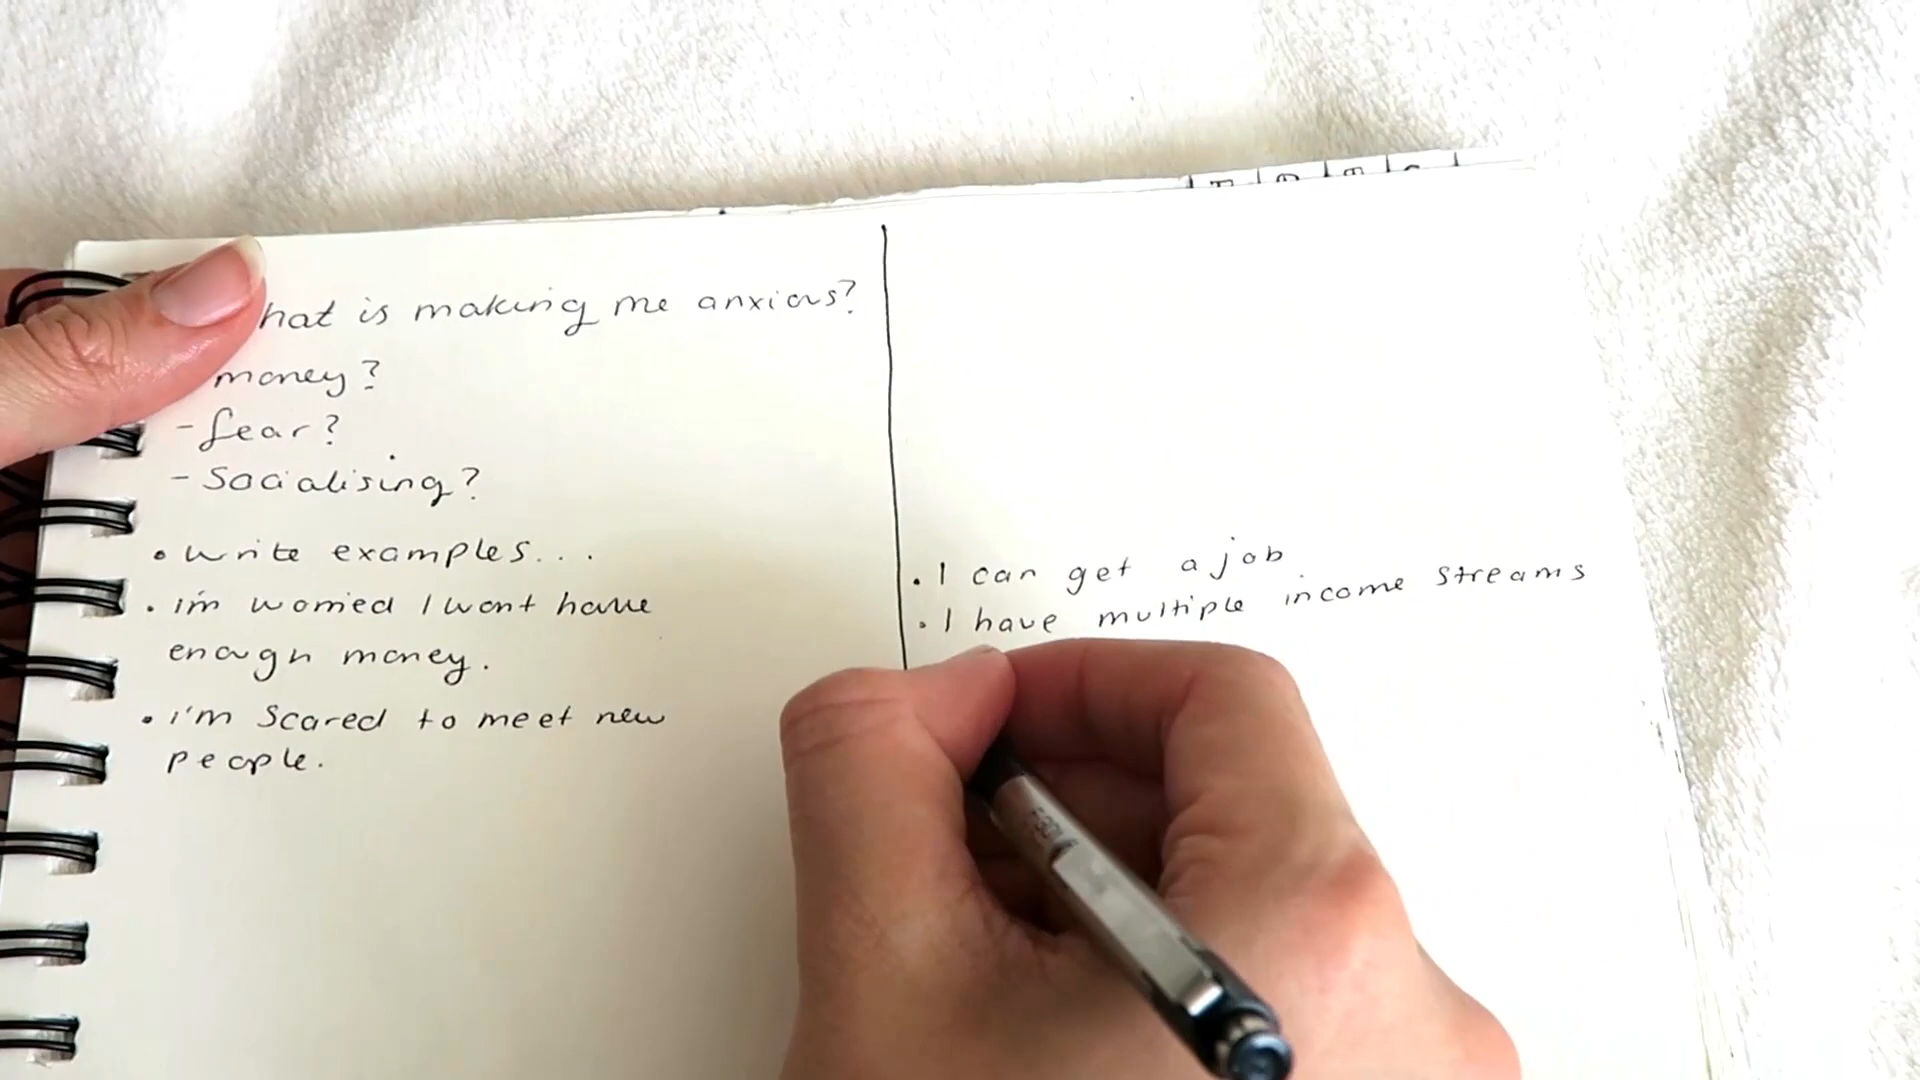 hat is making me anxious?
money?
- fear?
- Socialising?
• write examples...
• i'm worried I wont have
enough money.
• i'm Scared to meet new
people.
• I can get a job
• I have multiple income streams